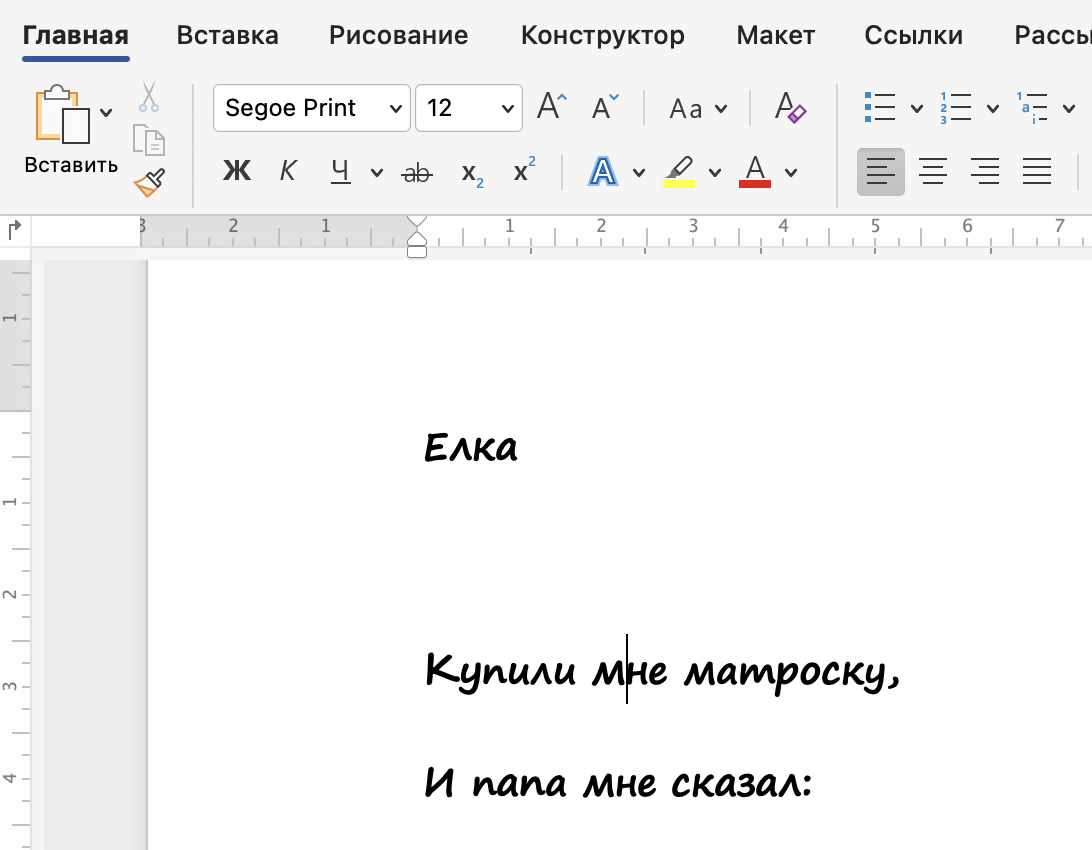 Главная Вставка Рисование Конструктор Макет Ссылки Рассы
Segoe Print 12 A A Aa A
Вставить
Ж К Ч ab x₂ x² A A
3 2 1 1 2 3 4 5 6 7
1
Елка
1
2
Купили мне матроску,
3
И папа мне сказал:
4